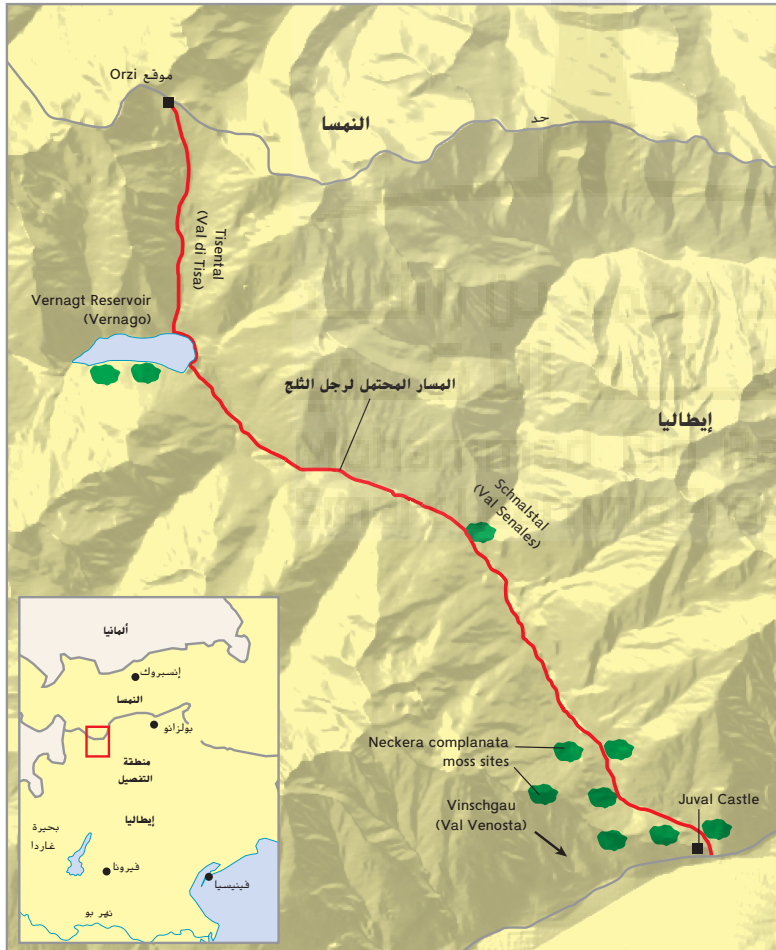 موقع Orzi
النمسا
حد
Tisental
(Val di Tisa)
Vernagt Reservoir
(Vernago)
المسار المحتمل لرجل الثلج
إيطاليا
Schnalstal
(Val Senales)
Neckera complanata
moss sites
Vinschgau
(Val Venosta)
Juval Castle
ألمانيا
إنسبروك
النمسا
بولزانو
منطقة
التفصيل
إيطاليا
بحيرة
غاردا
فيرونا
فينيسيا
نهر بو